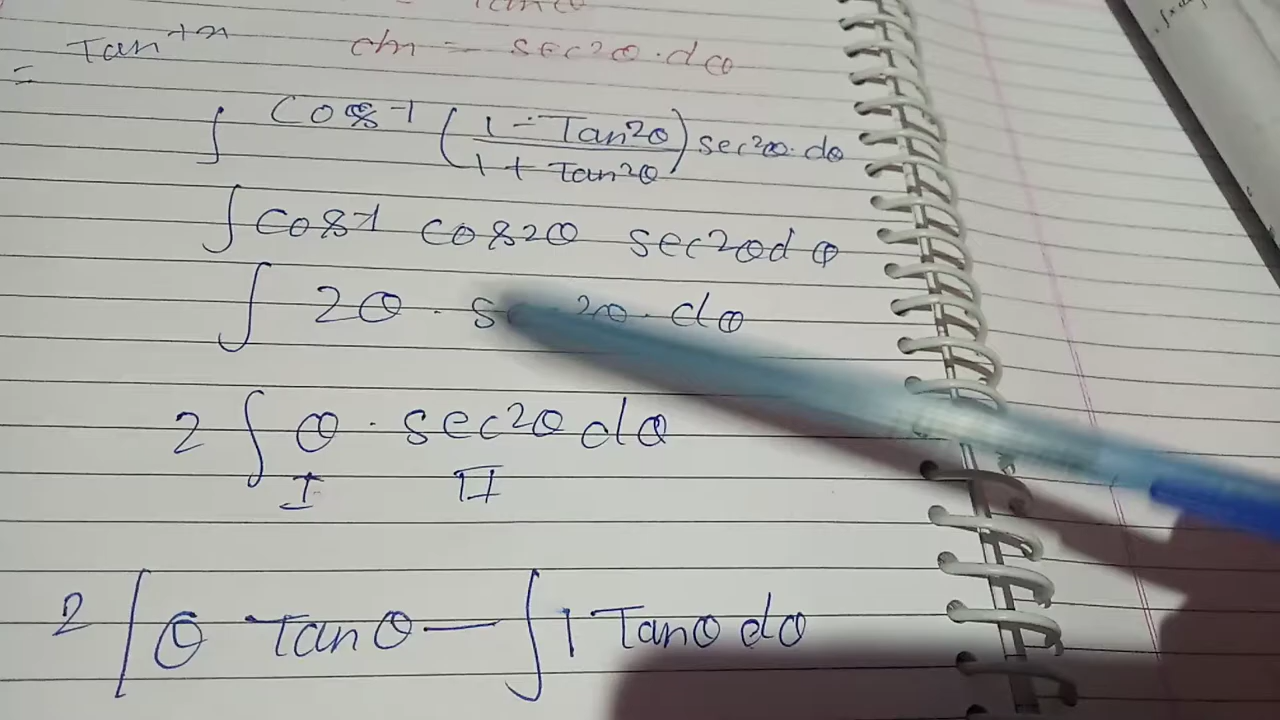 Tan⁻¹x dx = sec²θ·dθ
=
∫ Cos⁻¹ (1 - Tan²θ / 1 + Tan²θ) sec²θ·dθ
∫ Cos⁻¹ cos2θ sec²θdθ
∫ 2θ · sec²θ · dθ
2 ∫ θ · sec²θ dθ
I II
2 [θ Tanθ — ∫ 1 Tanθ dθ